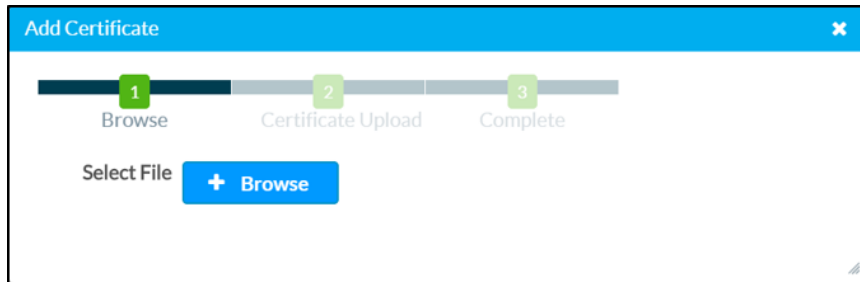 Add Certificate
1 2 3
Browse Certificate Upload Complete
Select File + Browse